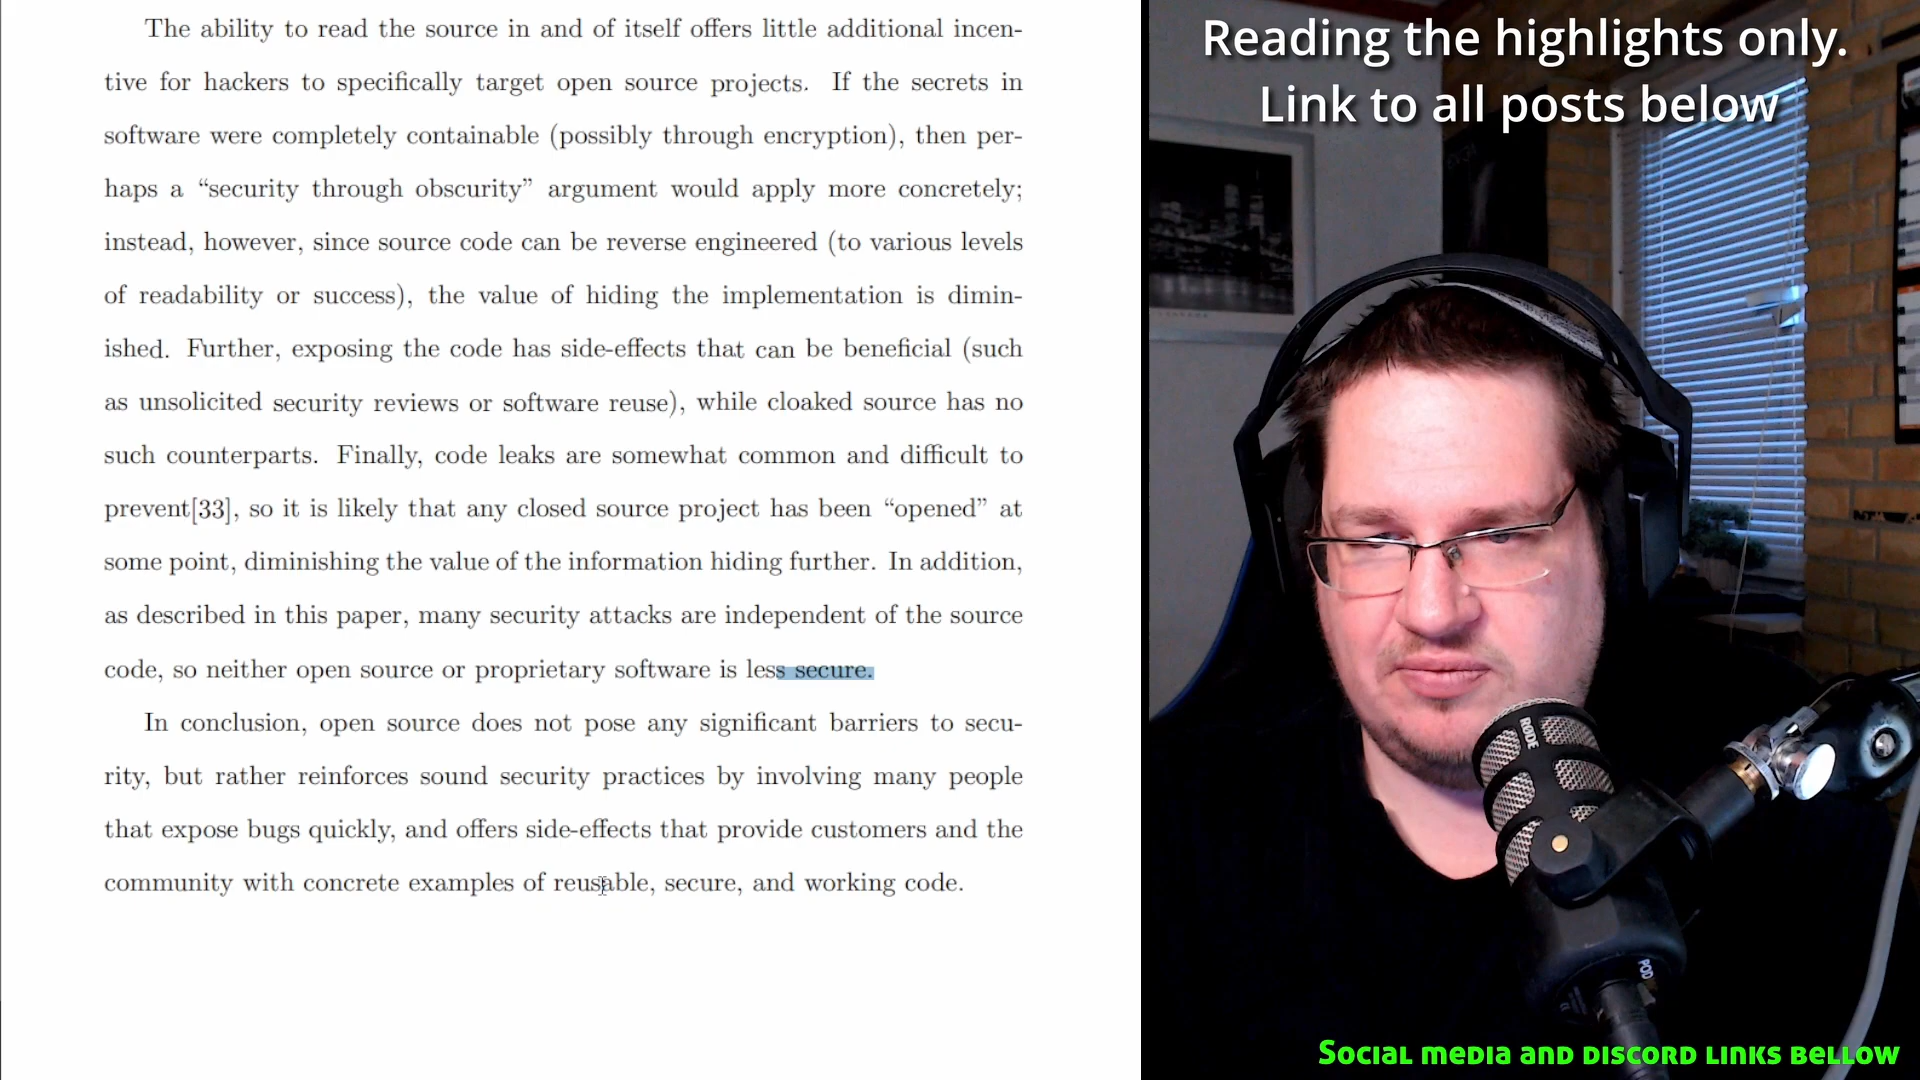 The ability to read the source in and of itself offers little additional incen-
tive for hackers to specifically target open source projects. If the secrets in
software were completely containable (possibly through encryption), then per-
haps a “security through obscurity” argument would apply more concretely;
instead, however, since source code can be reverse engineered (to various levels
of readability or success), the value of hiding the implementation is dimin-
ished. Further, exposing the code has side-effects that can be beneficial (such
as unsolicited security reviews or software reuse), while cloaked source has no
such counterparts. Finally, code leaks are somewhat common and difficult to
prevent[33], so it is likely that any closed source project has been “opened” at
some point, diminishing the value of the information hiding further. In addition,
as described in this paper, many security attacks are independent of the source
code, so neither open source or proprietary software is less secure.
In conclusion, open source does not pose any significant barriers to secu-
rity, but rather reinforces sound security practices by involving many people
that expose bugs quickly, and offers side-effects that provide customers and the
community with concrete examples of reusable, secure, and working code.
Reading the highlights only.
Link to all posts below
RØDE
POD
Social media and discord links bellow